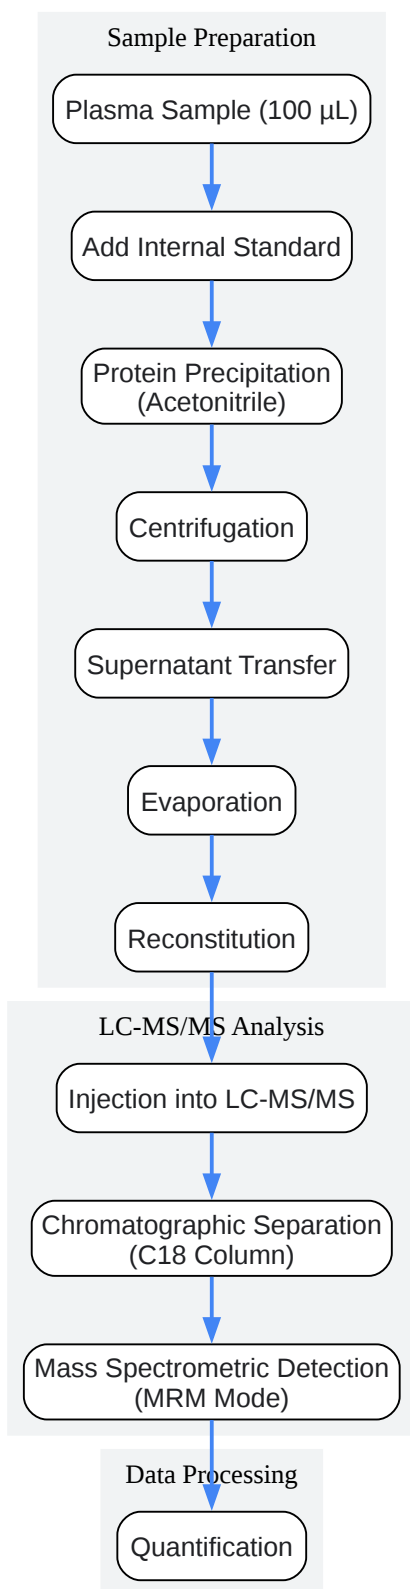 Sample Preparation
Plasma Sample (100 µL)
Add Internal Standard
Protein Precipitation
(Acetonitrile)
Centrifugation
Supernatant Transfer
Evaporation
Reconstitution
LC-MS/MS Analysis
Injection into LC-MS/MS
Chromatographic Separation
(C18 Column)
Mass Spectrometric Detection
(MRM Mode)
Data Processing
Quantification